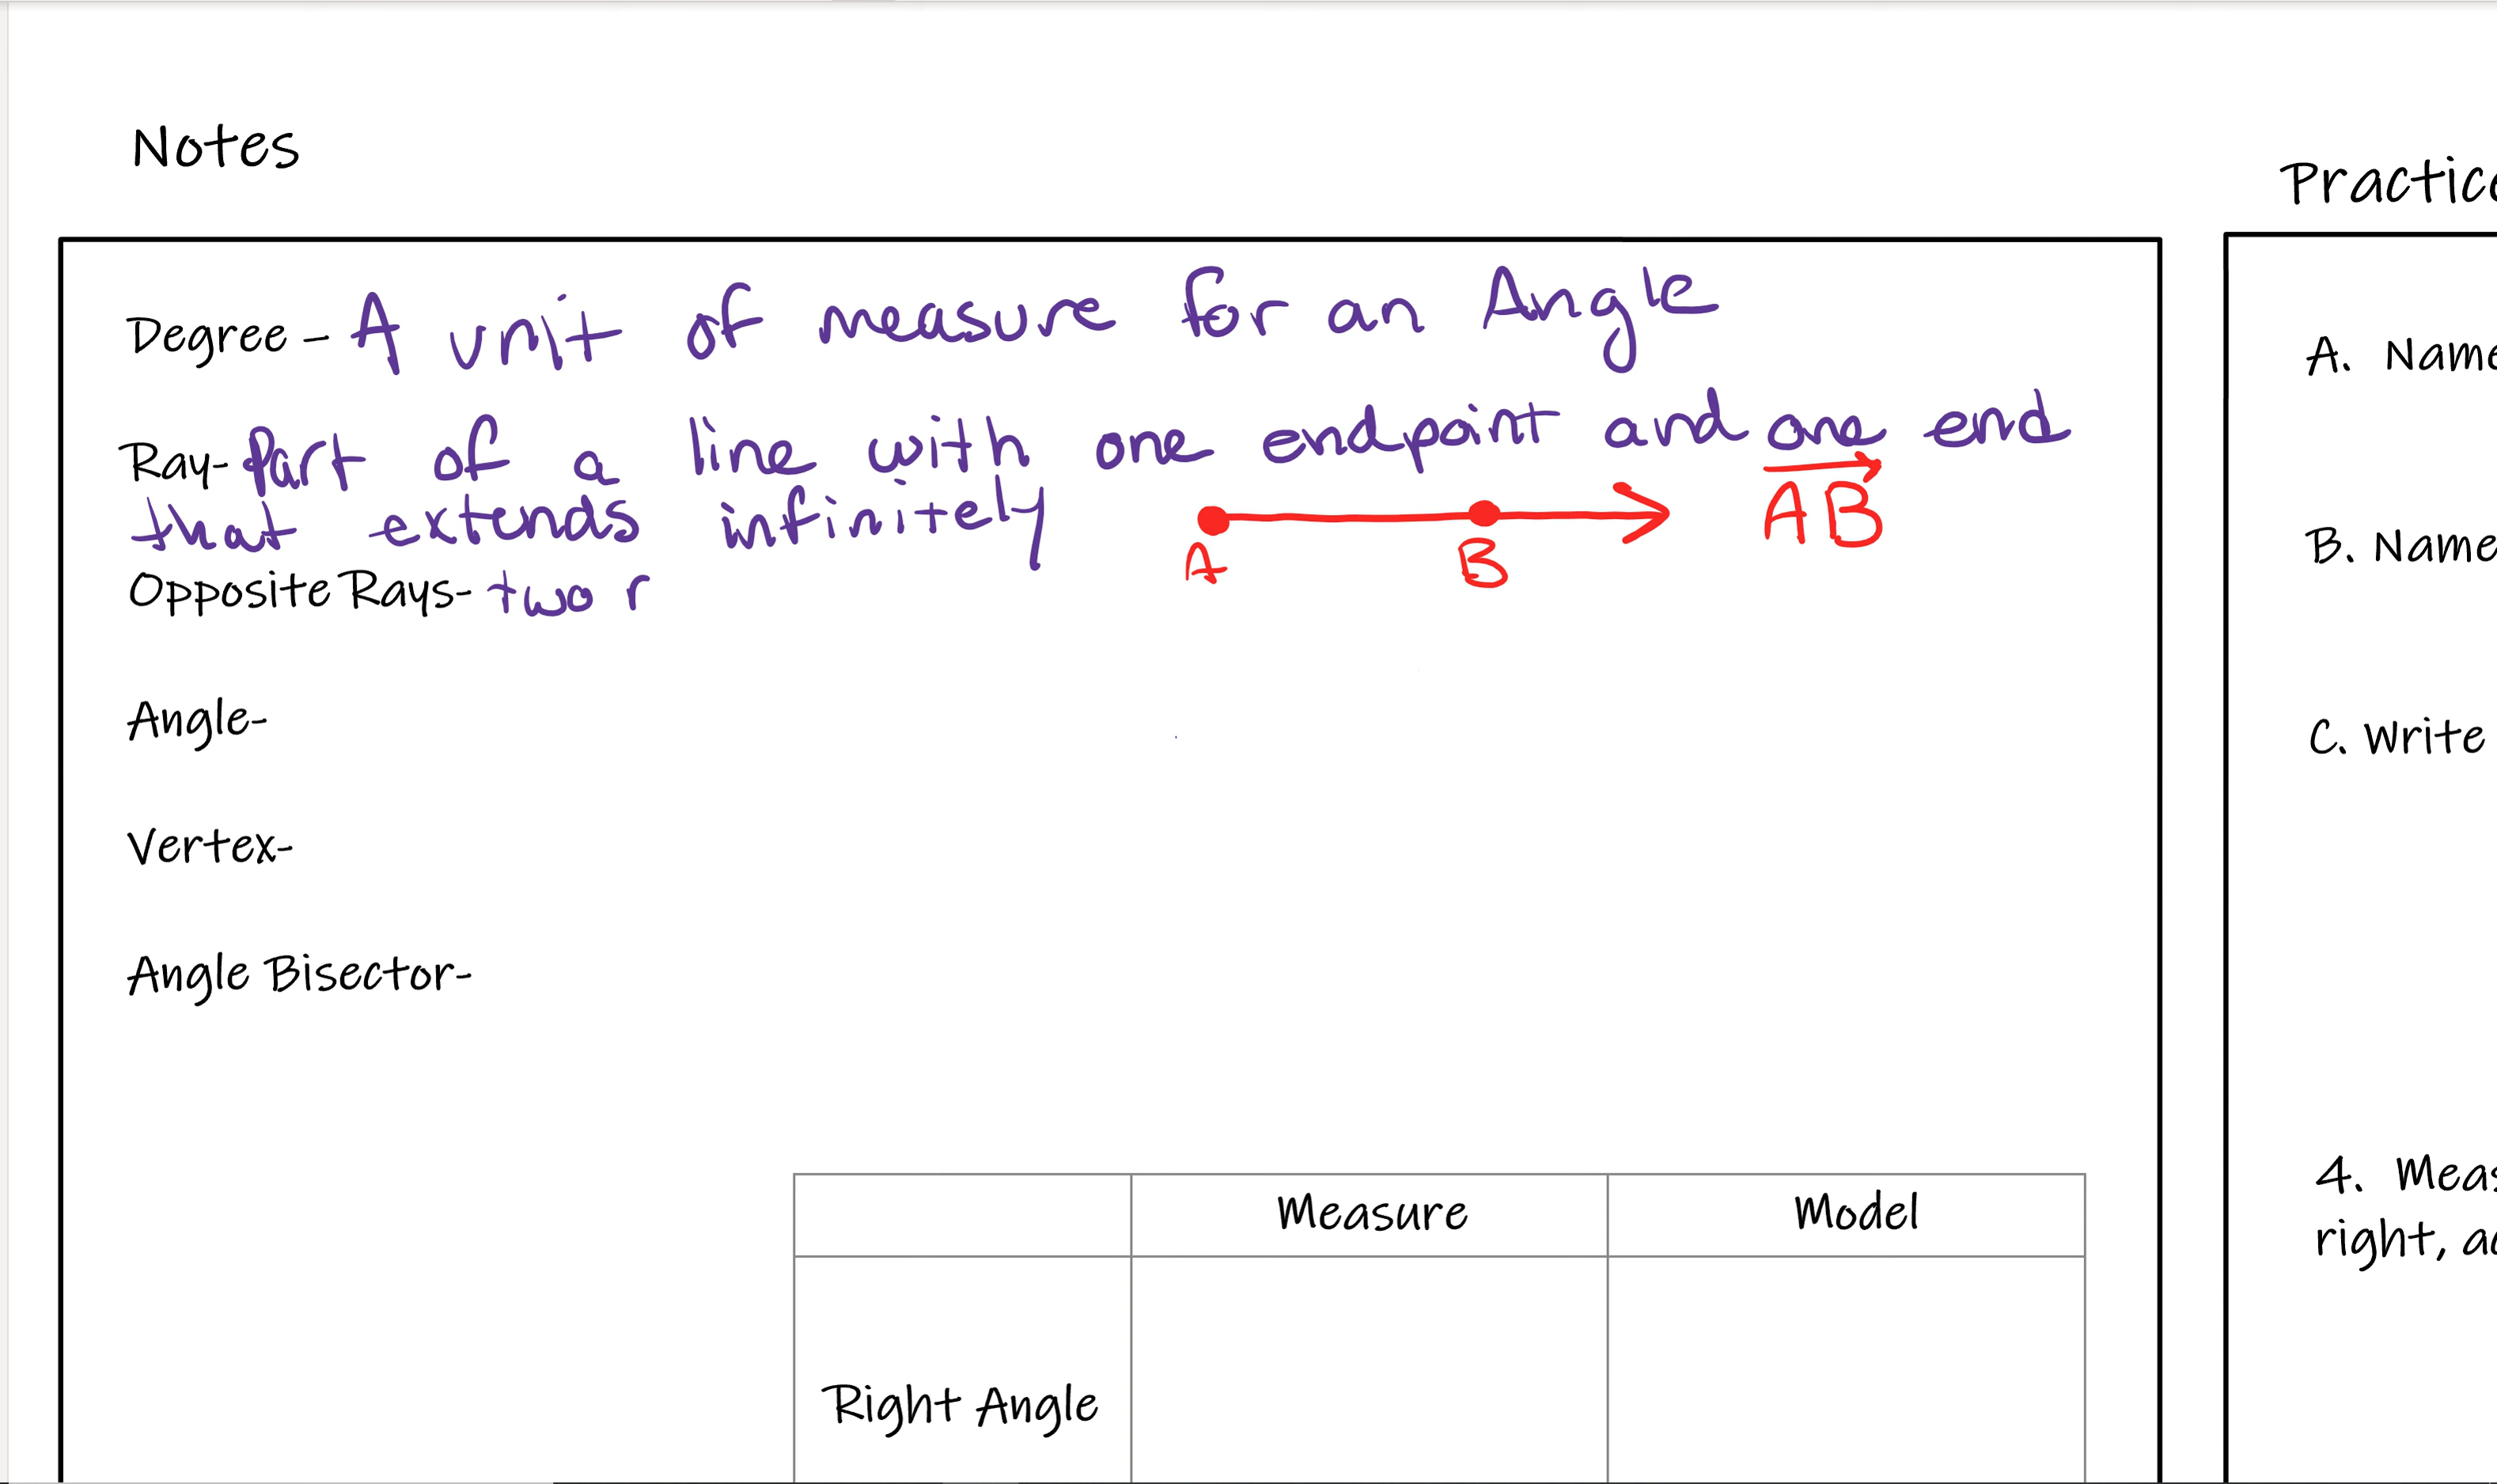 Notes
Degree - A unit of measure for an Angle
Ray- Part of a line with one endpoint and one end
that extends infinitely
A B
AB
Opposite Rays- two r
Angle-
Vertex-
Angle Bisector-
Measure Model
Right Angle
Practice
A. Name
B. Name
C. Write
4. Meas
right, ac